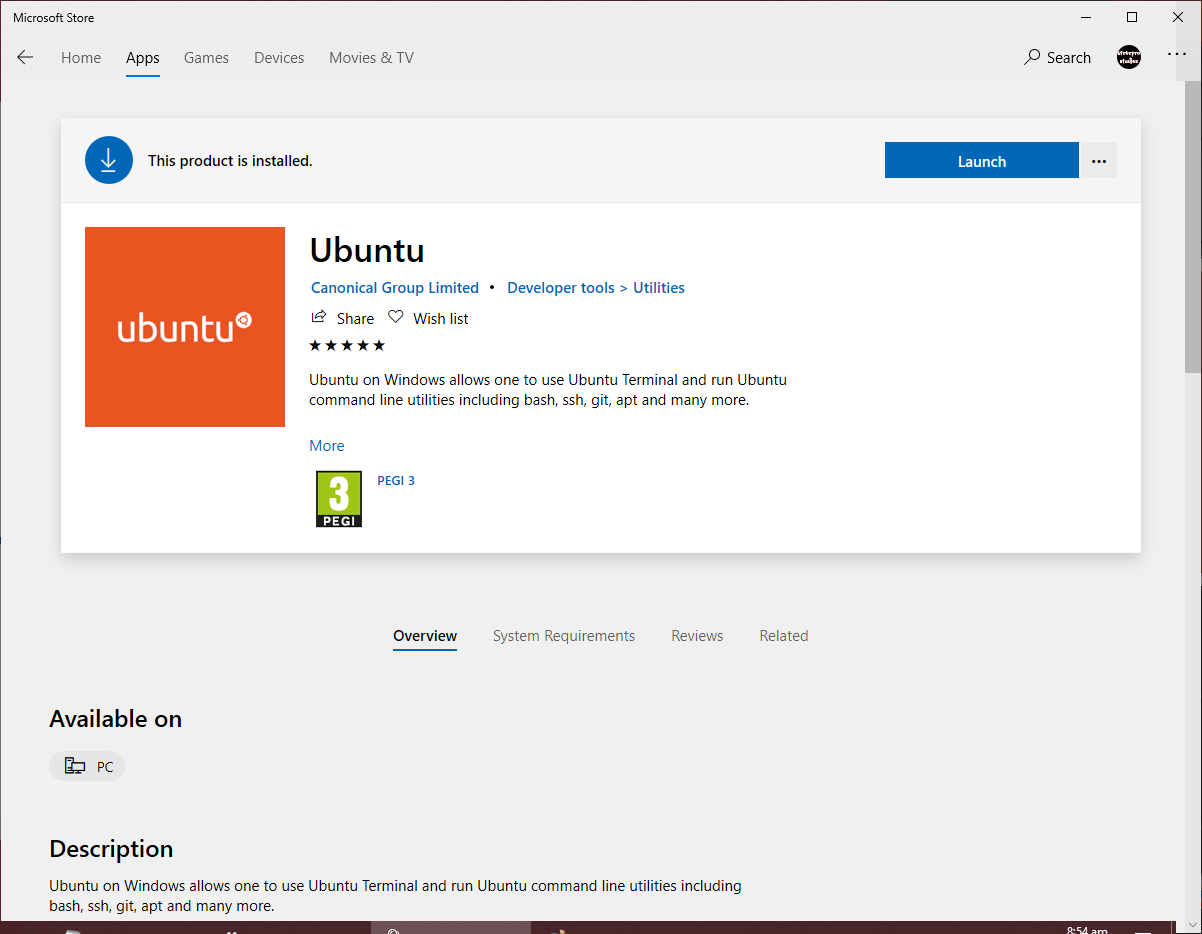 Microsoft Store
Home Apps Games Devices Movies & TV Search
This product is installed. Launch
ubuntu
Ubuntu
Canonical Group Limited • Developer tools > Utilities
Share Wish list
★★★★★
Ubuntu on Windows allows one to use Ubuntu Terminal and run Ubuntu
command line utilities including bash, ssh, git, apt and many more.
More
3
PEGI
PEGI 3
Overview System Requirements Reviews Related
Available on
PC
Description
Ubuntu on Windows allows one to use Ubuntu Terminal and run Ubuntu command line utilities including
bash, ssh, git, apt and many more.
8:54 am